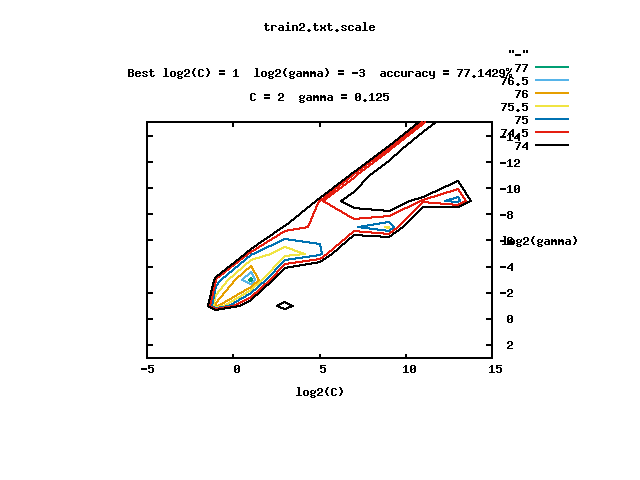 train2.txt.scale
"-"
Best log2(C) = 1  log2(gamma) = -3  accuracy = 77.1429%
77
76.5
C = 2  gamma = 0.125
76
75.5
75
74.5
-14
74
-12
-10
-8
-6
log2(gamma)
-4
-2
0
2
-5 0 5 10 15
log2(C)